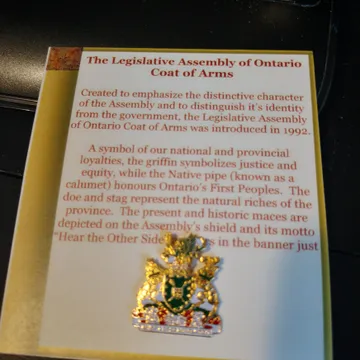 The Legislative Assembly of Ontario
Coat of Arms
Created to emphasize the distinctive character
of the Assembly and to distinguish it's identity
from the government, the Legislative Assembly
of Ontario Coat of Arms was introduced in 1992.
A symbol of our national and provincial
loyalties, the griffin symbolizes justice and
equity, while the Native pipe (known as a
calumet) honours Ontario's First Peoples. The
doe and stag represent the natural riches of the
province. The present and historic maces are
depicted on the Assembly's shield and its motto
"Hear the Other Side" in the banner just